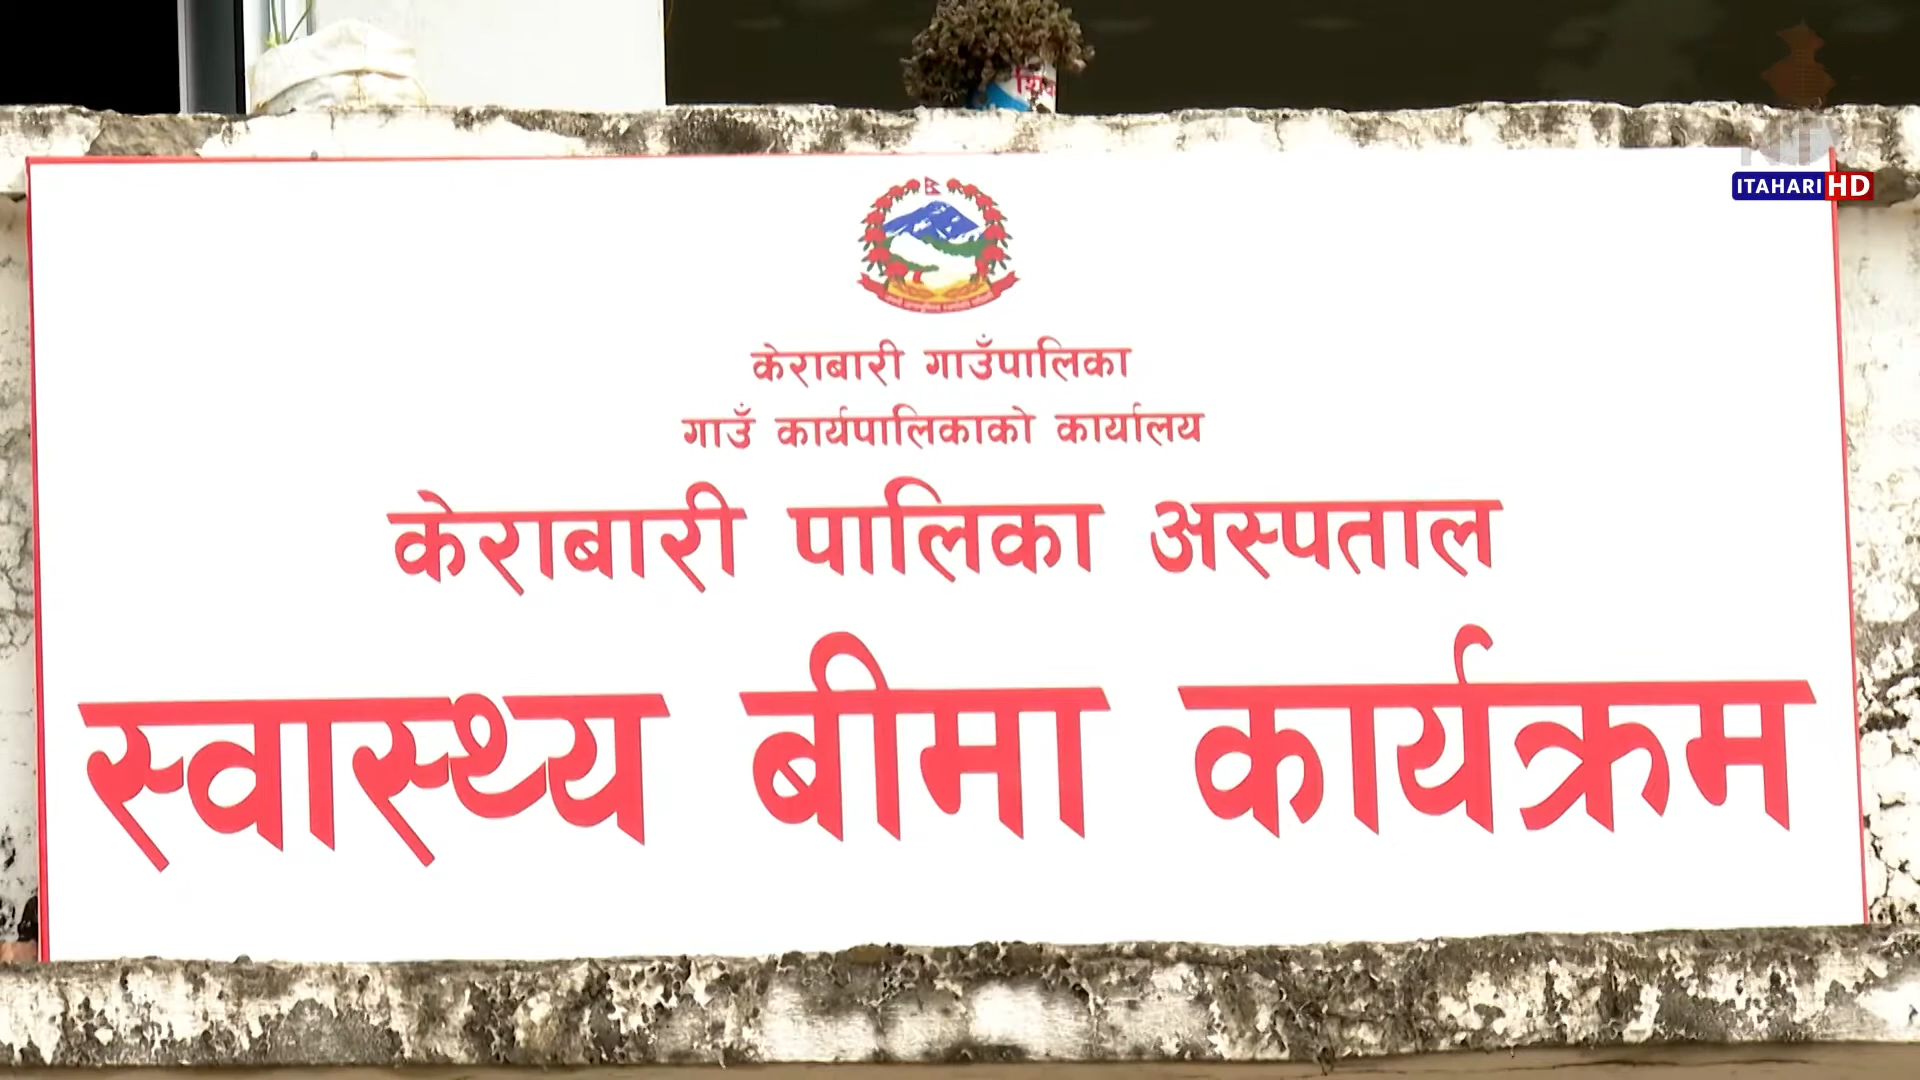 ITAHARI HD
केराबारी गाउँपालिका
गाउँ कार्यपालिकाको कार्यालय
केराबारी पालिका अस्पताल
स्वास्थ्य बीमा कार्यक्रम